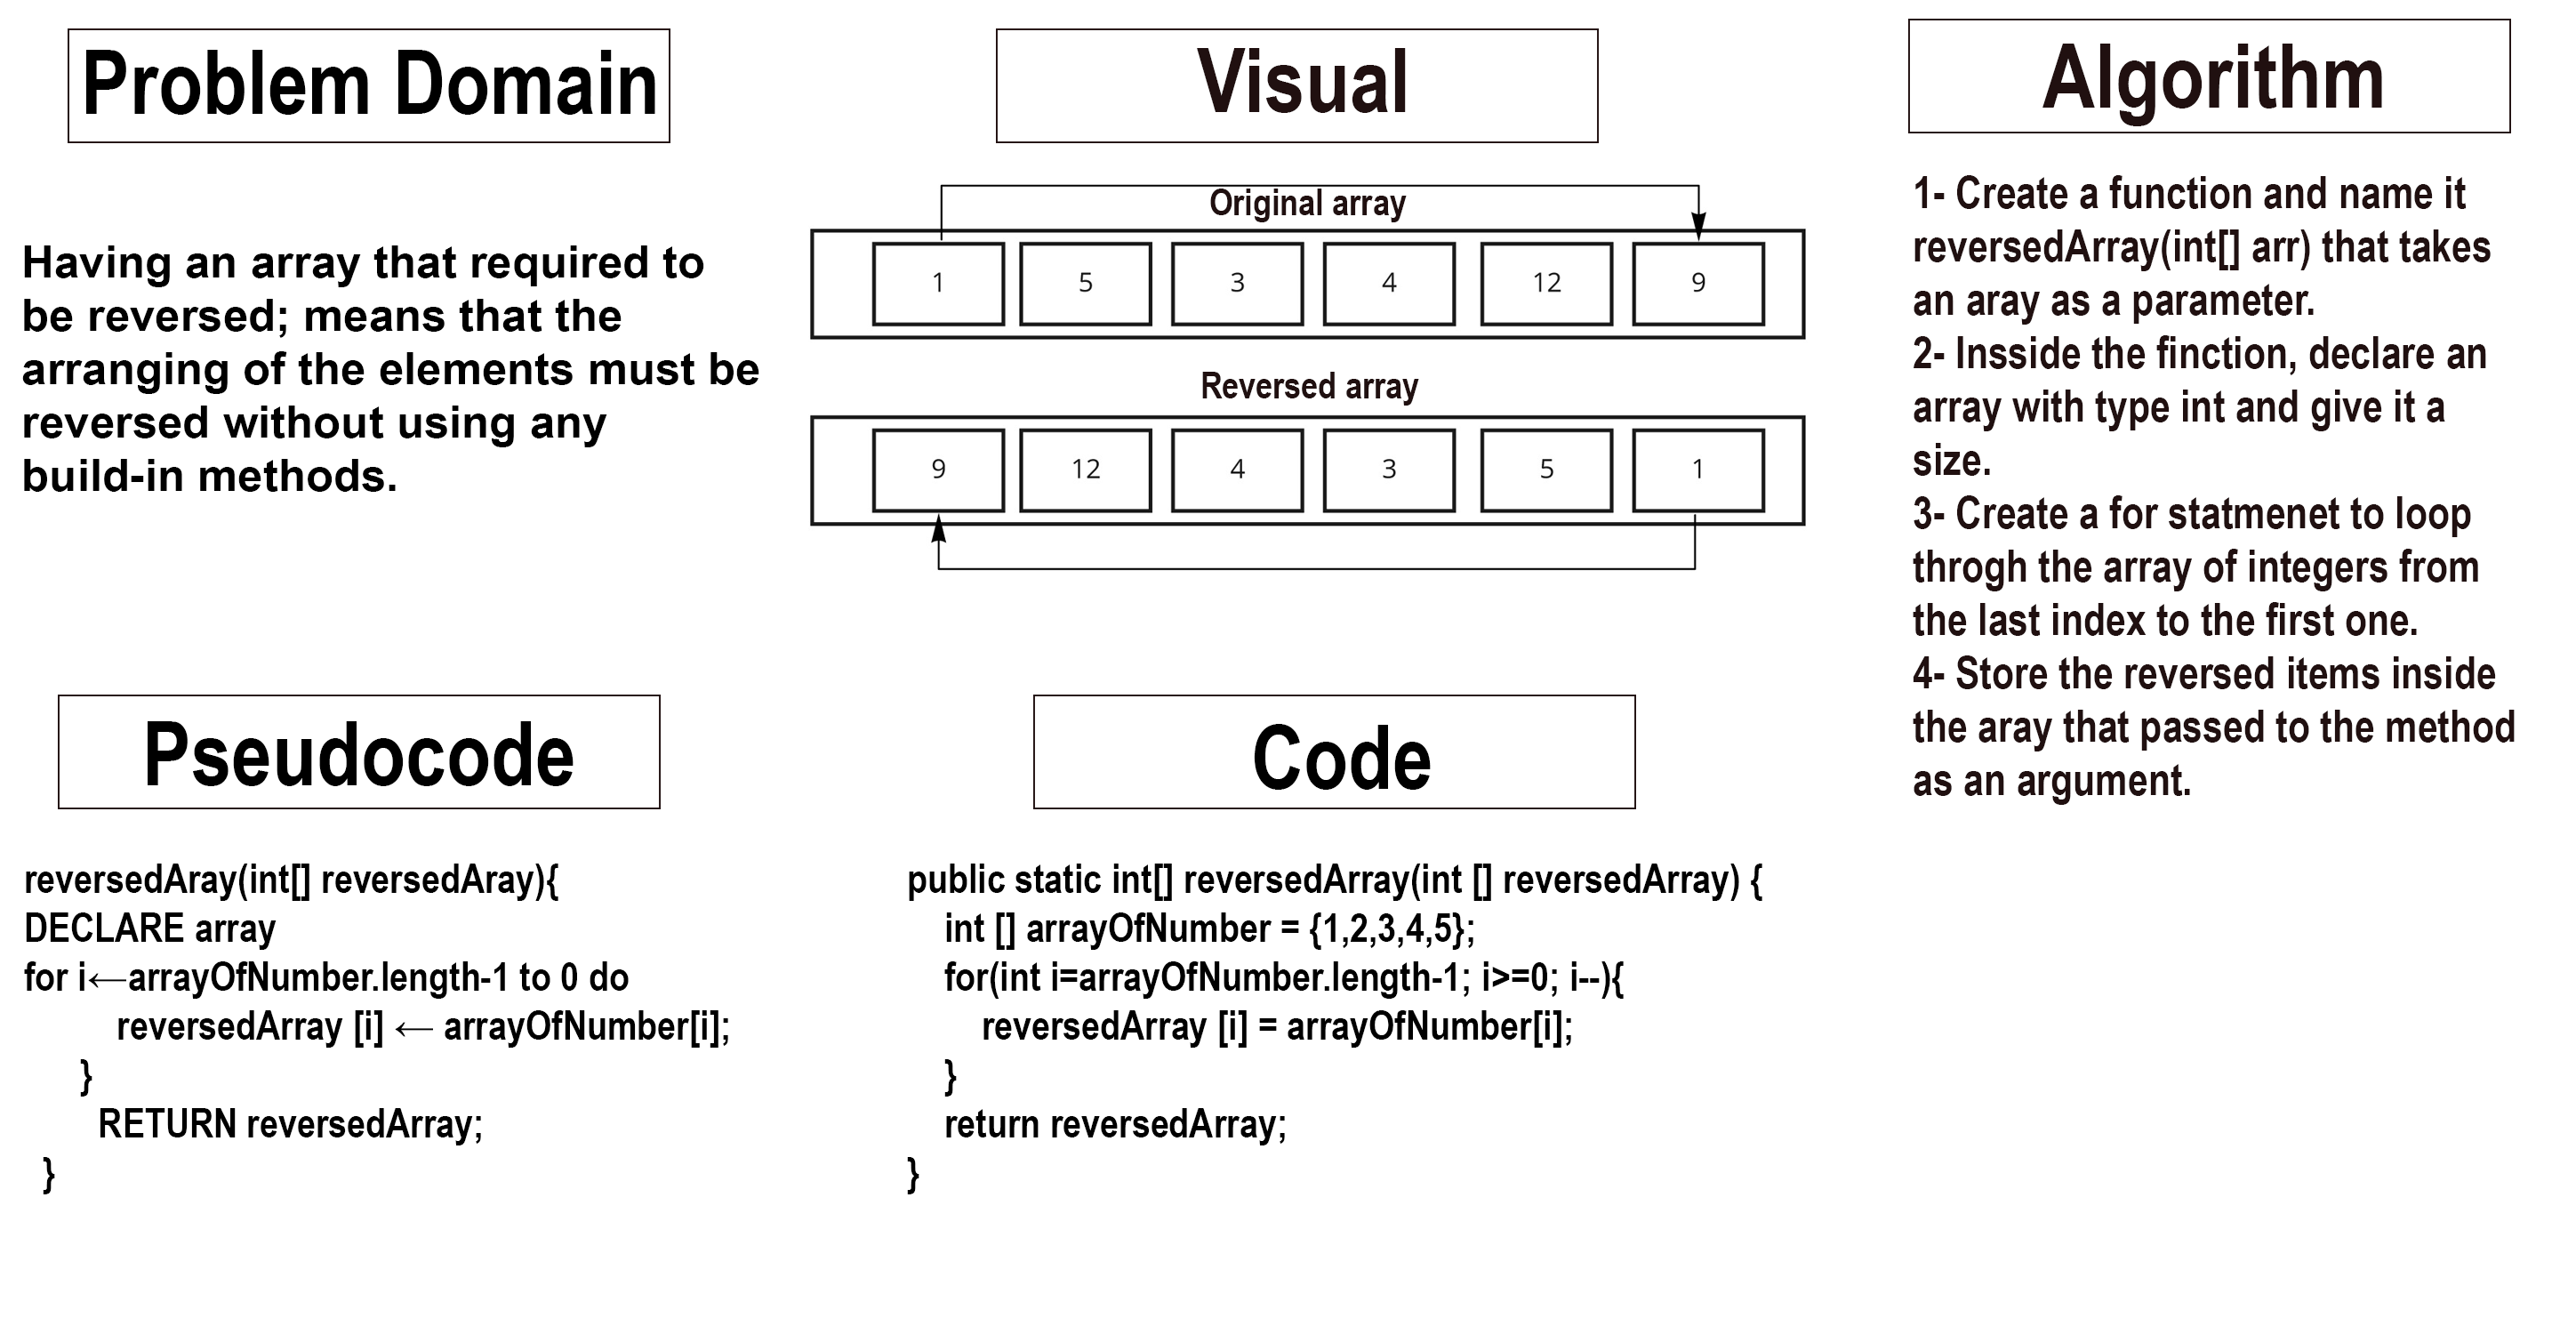 Problem Domain
Having an array that required to
be reversed; means that the
arranging of the elements must be
reversed without using any
build-in methods.
Visual
Original array
1 5 3 4 12 9
Reversed array
9 12 4 3 5 1
Algorithm
1- Create a function and name it
reversedArray(int[] arr) that takes
an aray as a parameter.
2- Insside the finction, declare an
array with type int and give it a
size.
3- Create a for statmenet to loop
throgh the array of integers from
the last index to the first one.
4- Store the reversed items inside
the aray that passed to the method
as an argument.
Pseudocode
reversedAray(int[] reversedAray){
DECLARE array
for i←arrayOfNumber.length-1 to 0 do
reversedArray [i] ← arrayOfNumber[i];
}
RETURN reversedArray;
}
Code
public static int[] reversedArray(int [] reversedArray) {
int [] arrayOfNumber = {1,2,3,4,5};
for(int i=arrayOfNumber.length-1; i>=0; i--){
reversedArray [i] = arrayOfNumber[i];
}
return reversedArray;
}